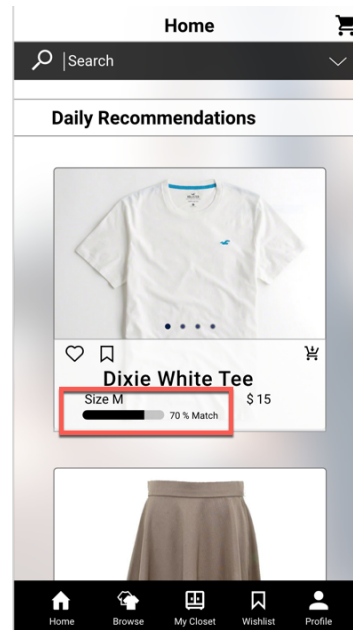 Home
Search
Daily Recommendations
Dixie White Tee
Size M
$ 15
70 % Match
Home
Browse
My Closet
Wishlist
Profile